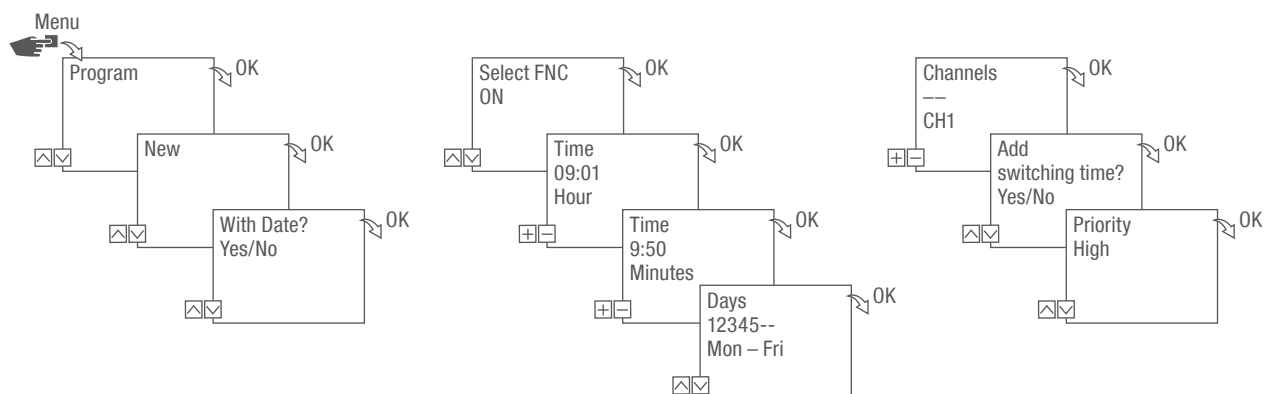 Menu
Program
OK
New
OK
With Date?
Yes/No
OK
Select FNC
ON
OK
Time
09:01
Hour
OK
Time
9:50
Minutes
OK
Days
12345--
Mon – Fri
OK
Channels
––
CH1
OK
Add
switching time?
Yes/No
OK
Priority
High
OK